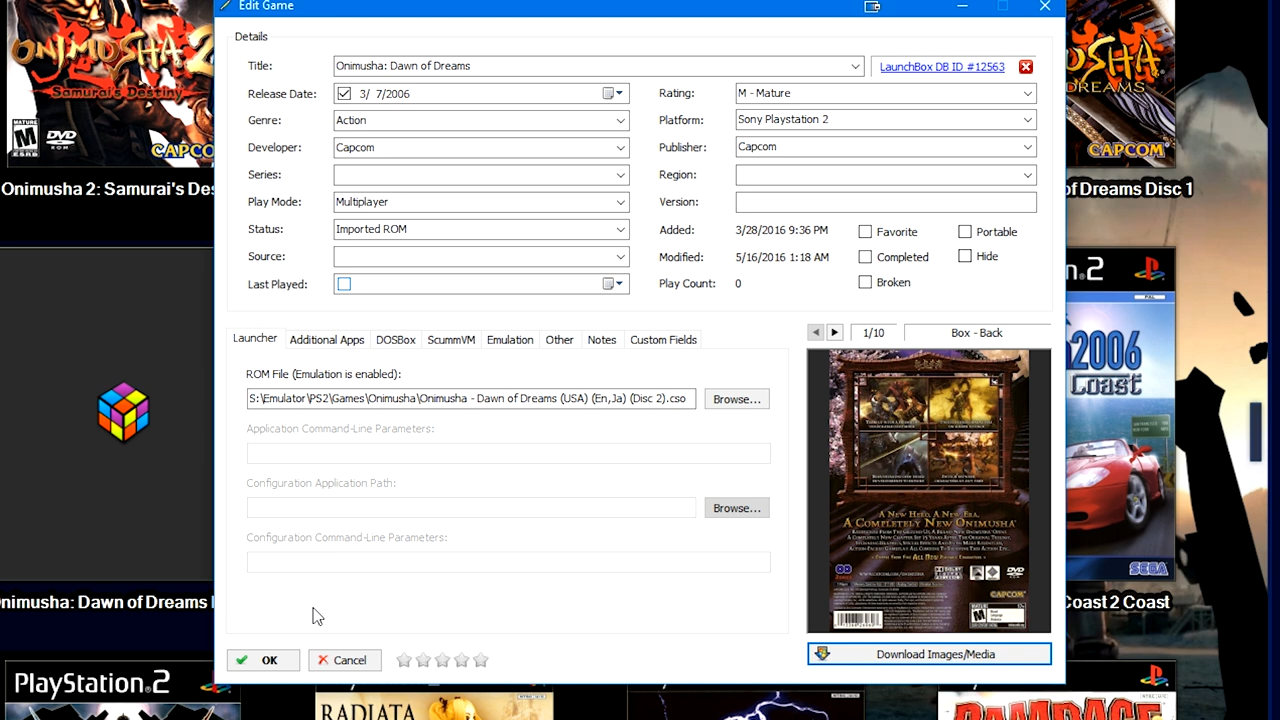 Edit Game
Details
Title:
Onimusha: Dawn of Dreams
LaunchBox DB ID #12563
Release Date:
3/ 7/2006
Rating:
M - Mature
Genre:
Action
Platform:
Sony Playstation 2
Developer:
Capcom
Publisher:
Capcom
Series:
Region:
Play Mode:
Multiplayer
Version:
Status:
Imported ROM
Added:
3/28/2016 9:36 PM
Favorite
Portable
Source:
Modified:
5/16/2016 1:18 AM
Completed
Hide
Last Played:
Play Count:
0
Broken
Launcher
Additional Apps
DOSBox
ScummVM
Emulation
Other
Notes
Custom Fields
1/10
Box - Back
ROM File (Emulation is enabled):
S:\Emulator\PS2\Games\Onimusha\Onimusha - Dawn of Dreams (USA) (En,Ja) (Disc 2).cso
Browse...
Application Command-Line Parameters:
Configuration Application Path:
Browse...
Configuration Command-Line Parameters:
OK
Cancel
Download Images/Media
A NEW HERO, A NEW ERA,
A COMPLETELY NEW ONIMUSHA
CAPCOM
ONIMUSHA 2
Samurai's Destiny
MATURE
M
ESRB
DVD
CAPCO
Onimusha 2: Samurai's Des
DREAMS
CAPCOM
of Dreams Disc 1
nimusha: Dawn of Dreams
n.2
2006
Coast
SEGA
Coast 2 Coast
PlayStation.2
RADIATA
RAMPAGE